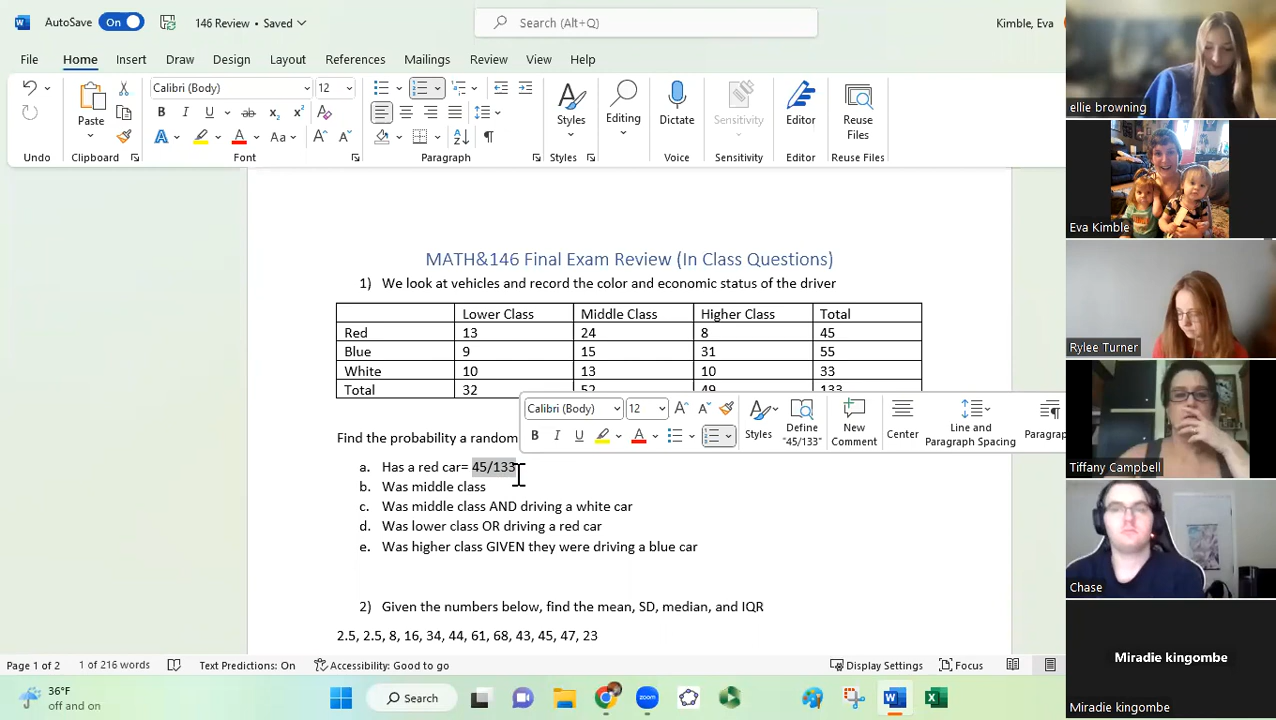 AutoSave On 146 Review • Saved Search (Alt+Q) Kimble, Eva
File Home Insert Draw Design Layout References Mailings Review View Help
Calibri (Body) 12
Paste Styles Editing Dictate Sensitivity Editor Reuse Files
Undo Clipboard Font Paragraph Styles Voice Sensitivity Editor Reuse Files
MATH&146 Final Exam Review (In Class Questions)
1) We look at vehicles and record the color and economic status of the driver
Lower Class Middle Class Higher Class Total
Red 13 24 8 45
Blue 9 15 31 55
White 10 13 10 33
Total 32 52 49 133
Calibri (Body) 12
Styles Define "45/133" New Comment Center Line and Paragraph Spacing Paragrap
Find the probability a random
a. Has a red car= 45/133
b. Was middle class
c. Was middle class AND driving a white car
d. Was lower class OR driving a red car
e. Was higher class GIVEN they were driving a blue car
2) Given the numbers below, find the mean, SD, median, and IQR
2.5, 2.5, 8, 16, 34, 44, 61, 68, 43, 45, 47, 23
Page 1 of 2 1 of 216 words Text Predictions: On Accessibility: Good to go Display Settings Focus
36°F
off and on
Search
ellie browning
Eva Kimble
Rylee Turner
Tiffany Campbell
Chase
Miradie kingombe
Miradie kingombe